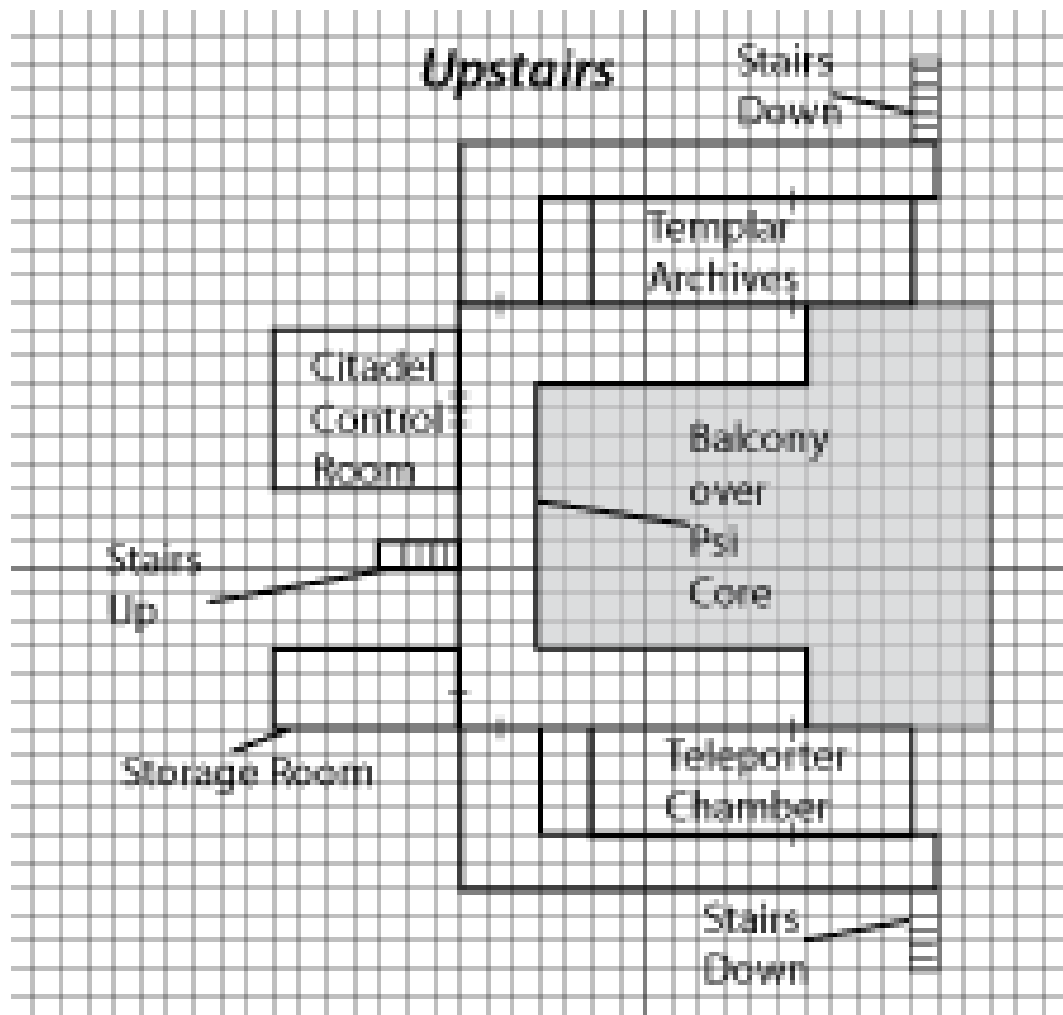 Upstairs
Stairs
Down
Templar
Archives
Citadel
Control
Room
Balcony
over
Psi
Core
Stairs
Up
Storage Room
Teleporter
Chamber
Stairs
Down